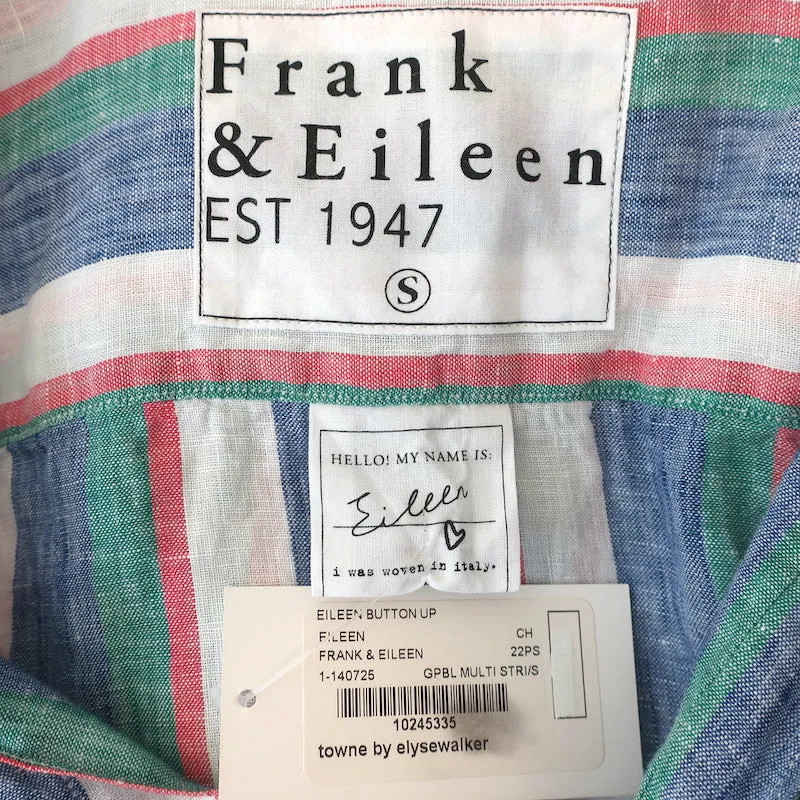 Frank
& Eileen
EST 1947
S
HELLO! MY NAME IS:
Eileen
i was woven in italy.
EILEEN BUTTON UP
EILEEN CH
FRANK & EILEEN 22PS
1-140725 GPBL MULTI STRI/S
10245335
towne by elysewalker